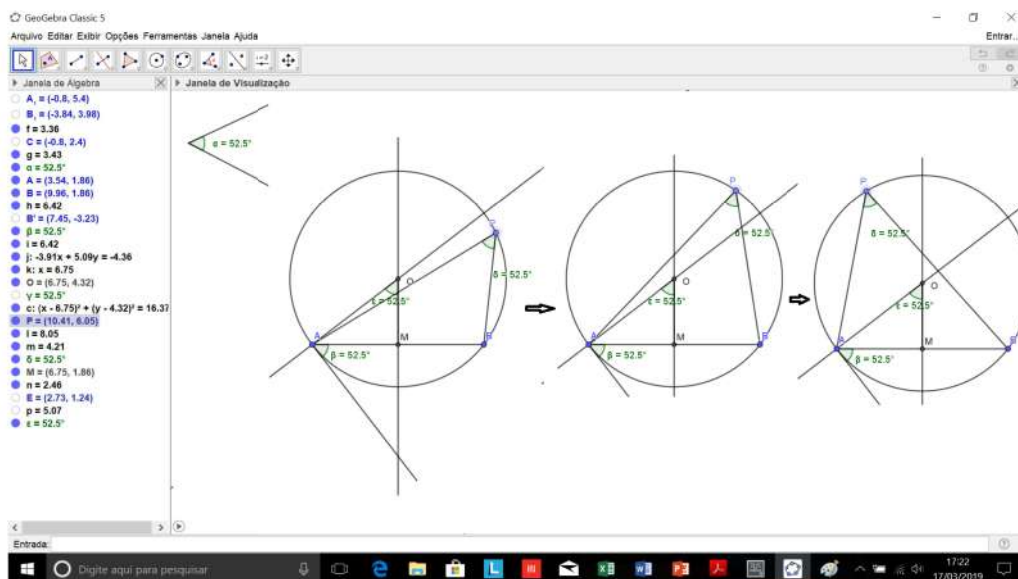 GeoGebra Classic 5
Arquivo Editar Exibir Opções Ferramentas Janela Ajuda
Entrar...
Janela de Álgebra
Janela de Visualização
A₁ = (-0.8, 5.4)
B₁ = (-3.84, 3.98)
f = 3.36
C = (-0.8, 2.4)
g = 3.43
α = 52.5°
A = (3.54, 1.86)
B = (9.96, 1.86)
h = 6.42
B' = (7.45, -3.23)
β = 52.5°
i = 6.42
j: -3.91x + 5.09y = -4.36
k: x = 6.75
O = (6.75, 4.32)
γ = 52.5°
c: (x - 6.75)² + (y - 4.32)² = 16.37
P = (10.41, 6.05)
l = 8.05
m = 4.21
δ = 52.5°
M = (6.75, 1.86)
n = 2.46
E = (2.73, 1.24)
p = 5.07
ε = 52.5°
α = 52.5°
P
δ = 52.5°
O
ε = 52.5°
A
M
B
β = 52.5°
P
δ = 52.5°
O
ε = 52.5°
A
M
B
β = 52.5°
P
δ = 52.5°
O
ε = 52.5°
A
M
B
β = 52.5°
Entrada:
Digite aqui para pesquisar
17:22
17/03/2019